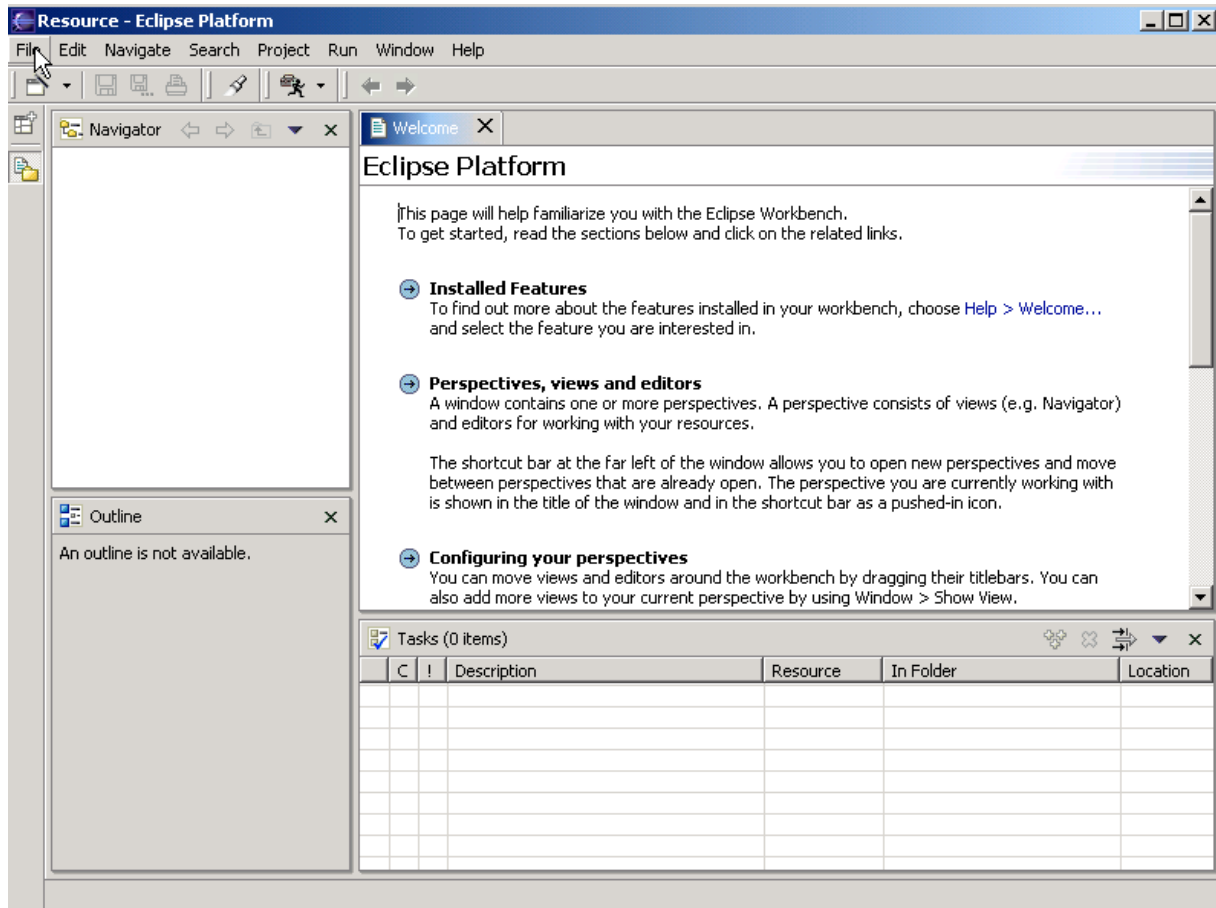 Resource - Eclipse Platform
File Edit Navigate Search Project Run Window Help
Navigator
Welcome
Eclipse Platform
This page will help familiarize you with the Eclipse Workbench.
To get started, read the sections below and click on the related links.
Installed Features
To find out more about the features installed in your workbench, choose Help > Welcome...
and select the feature you are interested in.
Perspectives, views and editors
A window contains one or more perspectives. A perspective consists of views (e.g. Navigator)
and editors for working with your resources.
The shortcut bar at the far left of the window allows you to open new perspectives and move
between perspectives that are already open. The perspective you are currently working with
is shown in the title of the window and in the shortcut bar as a pushed-in icon.
Configuring your perspectives
You can move views and editors around the workbench by dragging their titlebars. You can
also add more views to your current perspective by using Window > Show View.
Outline
An outline is not available.
Tasks (0 items)
C ! Description Resource In Folder Location